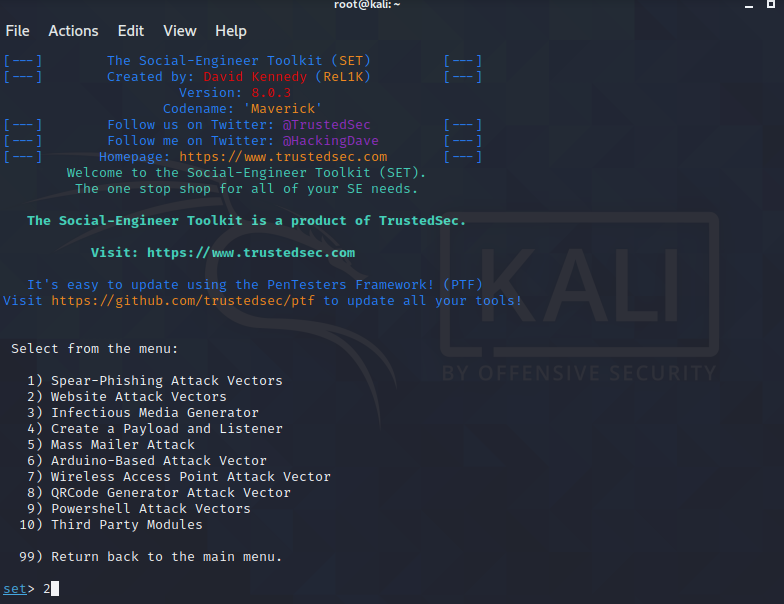 root@kali: ~
File Actions Edit View Help
[---] The Social-Engineer Toolkit (SET) [---]
[---] Created by: David Kennedy (ReL1K) [---]
Version: 8.0.3
Codename: 'Maverick'
[---] Follow us on Twitter: @TrustedSec [---]
[---] Follow me on Twitter: @HackingDave [---]
[---] Homepage: https://www.trustedsec.com [---]
Welcome to the Social-Engineer Toolkit (SET).
The one stop shop for all of your SE needs.
The Social-Engineer Toolkit is a product of TrustedSec.
Visit: https://www.trustedsec.com
It's easy to update using the PenTesters Framework! (PTF)
Visit https://github.com/trustedsec/ptf to update all your tools!
KALI
BY OFFENSIVE SECURITY
Select from the menu:
1) Spear-Phishing Attack Vectors
2) Website Attack Vectors
3) Infectious Media Generator
4) Create a Payload and Listener
5) Mass Mailer Attack
6) Arduino-Based Attack Vector
7) Wireless Access Point Attack Vector
8) QRCode Generator Attack Vector
9) Powershell Attack Vectors
10) Third Party Modules
99) Return back to the main menu.
set> 2